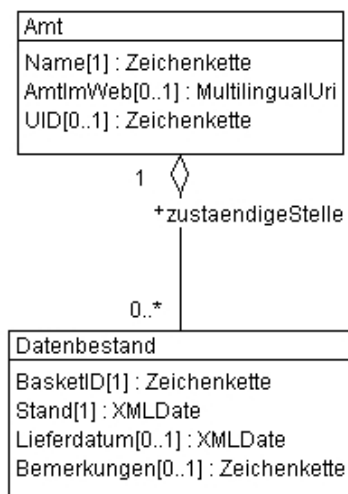 Amt
Name[1] : Zeichenkette
AmtImWeb[0..1] : MultilingualUri
UID[0..1] : Zeichenkette
1
+zustaendigeStelle
0..*
Datenbestand
BasketID[1] : Zeichenkette
Stand[1] : XMLDate
Lieferdatum[0..1] : XMLDate
Bemerkungen[0..1] : Zeichenkette